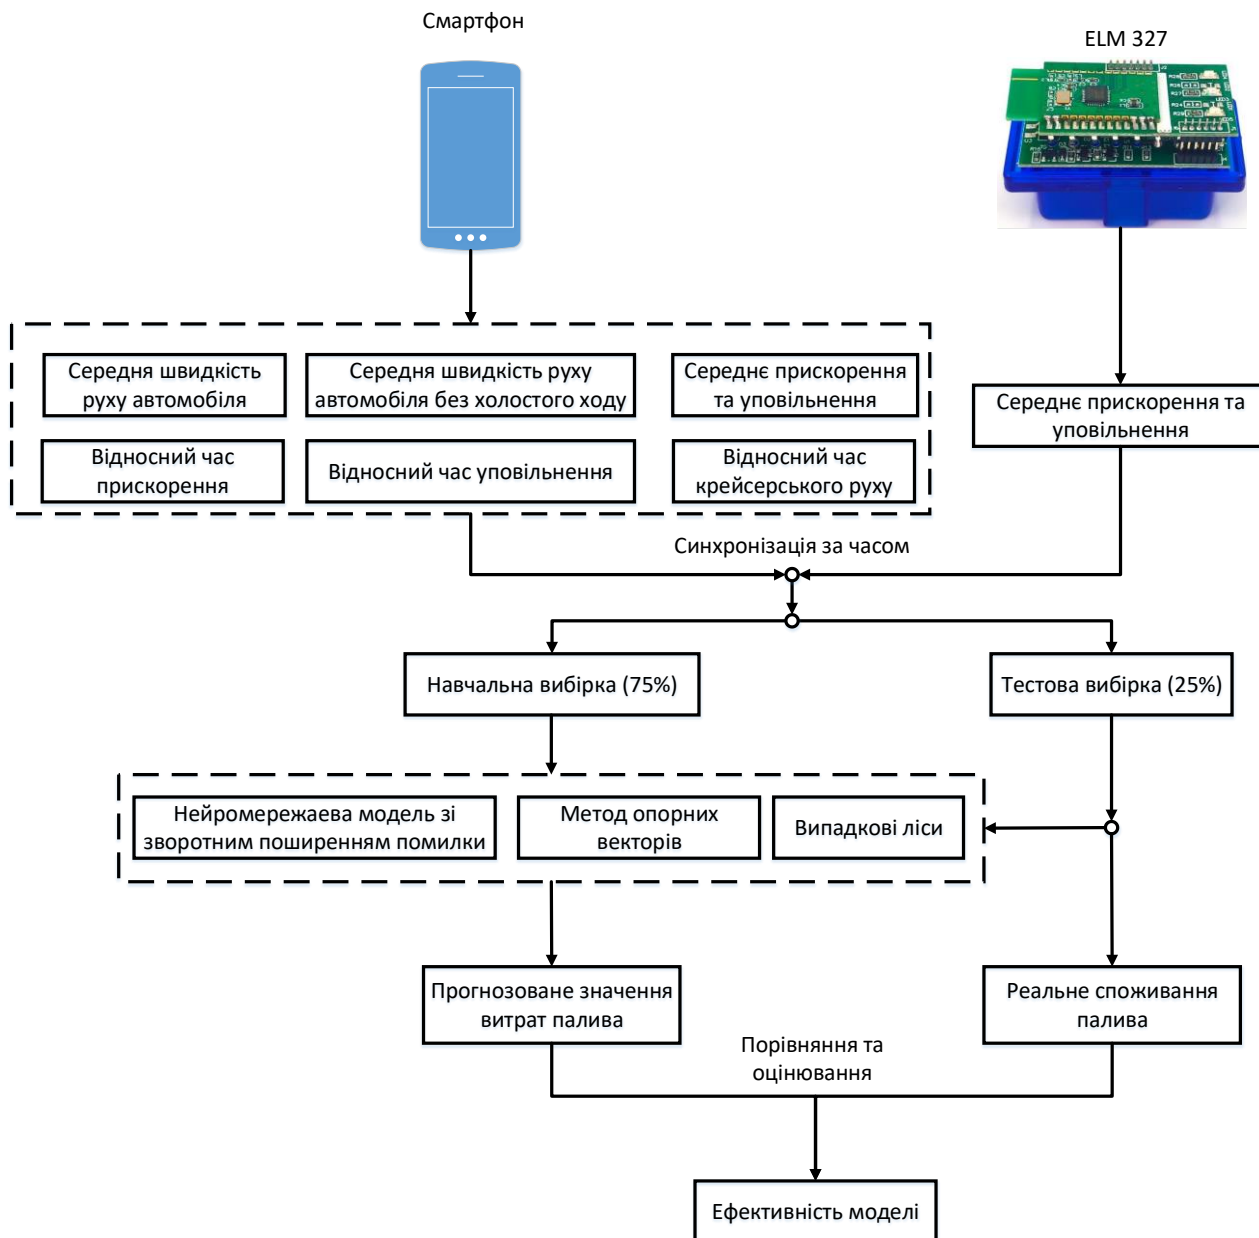 Смартфон
ELM 327
Середня швидкість
руху автомобіля
Середня швидкість руху
автомобіля без холостого ходу
Середнє прискорення
та уповільнення
Середнє прискорення та
уповільнення
Відносний час
прискорення
Відносний час уповільнення
Відносний час
крейсерського руху
Синхронізація за часом
Навчальна вибірка (75%)
Тестова вибірка (25%)
Нейромережаева модель зі
зворотним поширенням помилки
Метод опорних
векторів
Випадкові ліси
Прогнозоване значення
витрат палива
Реальне споживання
палива
Порівняння та
оцінювання
Ефективність моделі